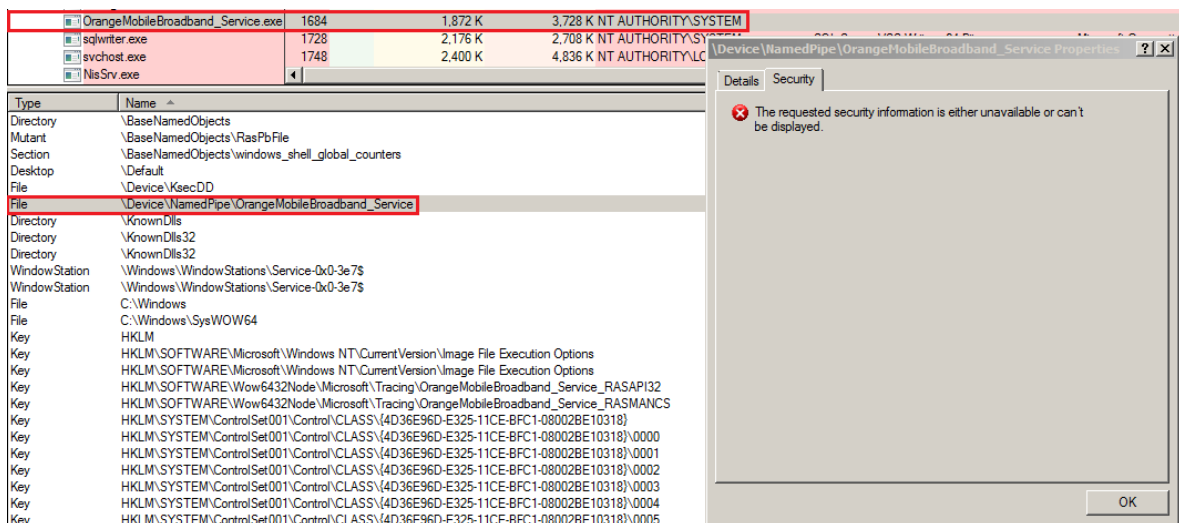 OrangeMobileBroadband_Service.exe 1684 1,872 K 3,728 K NT AUTHORITY\SYSTEM
sqlwriter.exe 1728 2,176 K 2,708 K NT AUTHORITY\SYSTEM
svchost.exe 1748 2,400 K 4,836 K NT AUTHORITY\LO
NisSrv.exe
Type Name
Directory \BaseNamedObjects
Mutant \BaseNamedObjects\RasPbFile
Section \BaseNamedObjects\windows_shell_global_counters
Desktop \Default
File \Device\KsecDD
File \Device\NamedPipe\OrangeMobileBroadband_Service
Directory \KnownDlls
Directory \KnownDlls32
Directory \KnownDlls32
WindowStation \Windows\WindowStations\Service-0x0-3e7$
WindowStation \Windows\WindowStations\Service-0x0-3e7$
File C:\Windows
File C:\Windows\SysWOW64
Key HKLM
Key HKLM\SOFTWARE\Microsoft\Windows NT\CurrentVersion\Image File Execution Options
Key HKLM\SOFTWARE\Microsoft\Windows NT\CurrentVersion\Image File Execution Options
Key HKLM\SOFTWARE\Wow6432Node\Microsoft\Tracing\OrangeMobileBroadband_Service_RASAPI32
Key HKLM\SOFTWARE\Wow6432Node\Microsoft\Tracing\OrangeMobileBroadband_Service_RASMANCS
Key HKLM\SYSTEM\ControlSet001\Control\CLASS\{4D36E96D-E325-11CE-BFC1-08002BE10318}
Key HKLM\SYSTEM\ControlSet001\Control\CLASS\{4D36E96D-E325-11CE-BFC1-08002BE10318}\0000
Key HKLM\SYSTEM\ControlSet001\Control\CLASS\{4D36E96D-E325-11CE-BFC1-08002BE10318}\0001
Key HKLM\SYSTEM\ControlSet001\Control\CLASS\{4D36E96D-E325-11CE-BFC1-08002BE10318}\0002
Key HKLM\SYSTEM\ControlSet001\Control\CLASS\{4D36E96D-E325-11CE-BFC1-08002BE10318}\0003
Key HKLM\SYSTEM\ControlSet001\Control\CLASS\{4D36E96D-E325-11CE-BFC1-08002BE10318}\0004
Key HKLM\SYSTEM\ControlSet001\Control\CLASS\{4D36E96D-E325-11CE-BFC1-08002BE10318}\0005
\Device\NamedPipe\OrangeMobileBroadband_Service Properties
Details Security
The requested security information is either unavailable or can't
be displayed.
OK